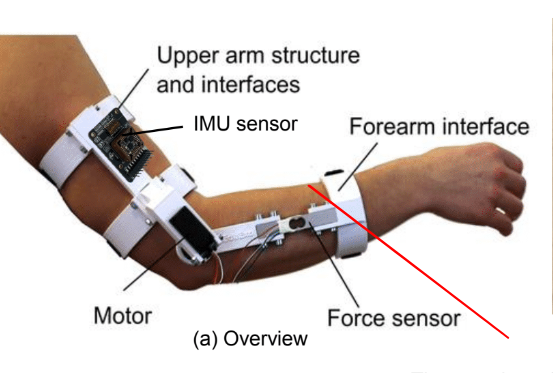 Upper arm structure
and interfaces
IMU sensor
Forearm interface
Motor
Force sensor
(a) Overview